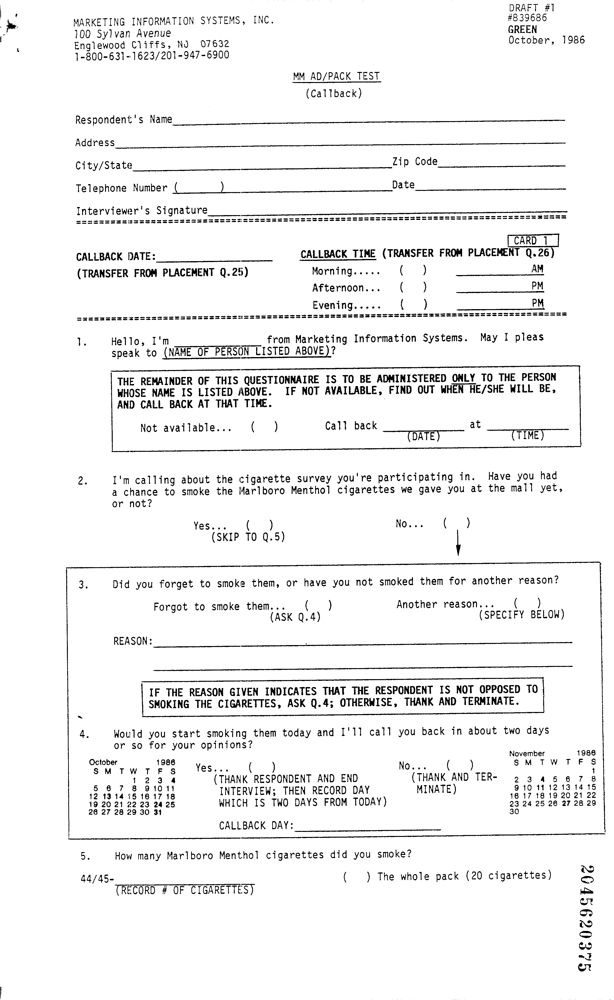 DRAFT #1
MARKETING INFORMATION SYSTEMS, INC. #839686
100 Sylvan Avenue GREEN
Englewood Cliffs, NJ 07632 October, 1986
1-800-631-1623/201-947-6900
MM AD/PACK TEST
(Callback)
Respondent's Name
Address
City/State Zip Code
Telephone Number ( ) Date
Interviewer's Signature
CARD 1
CALLBACK DATE: CALLBACK TIME (TRANSFER FROM PLACEMENT Q.26)
(TRANSFER FROM PLACEMENT Q.25) Morning..... ( ) AM
Afternoon... ( ) PM
Evening..... ( ) PM
1. Hello, I'm from Marketing Information Systems. May I pleas
speak to (NAME OF PERSON LISTED ABOVE)?
THE REMAINDER OF THIS QUESTIONNAIRE IS TO BE ADMINISTERED ONLY TO THE PERSON
WHOSE NAME IS LISTED ABOVE. IF NOT AVAILABLE, FIND OUT WHEN HE/SHE WILL BE,
AND CALL BACK AT THAT TIME.
Not available... ( ) Call back at
(DATE) (TIME)
2. I'm calling about the cigarette survey you're participating in. Have you had
a chance to smoke the Marlboro Menthol cigarettes we gave you at the mall yet,
or not?
Yes... ( ) No... ( )
(SKIP TO Q.5)
3. Did you forget to smoke them, or have you not smoked them for another reason?
Forgot to smoke them... ( ) Another reason... ( )
(ASK Q.4) (SPECIFY BELOW)
REASON:
IF THE REASON GIVEN INDICATES THAT THE RESPONDENT IS NOT OPPOSED TO
SMOKING THE CIGARETTES, ASK Q.4; OTHERWISE, THANK AND TERMINATE.
4. Would you start smoking them today and I'll call you back in about two days
or so for your opinions?
October 1986
S M T W T F S
1 2 3 4
5 6 7 8 9 10 11
12 13 14 15 16 17 18
19 20 21 22 23 24 25
26 27 28 29 30 31
Yes... ( ) No... ( )
(THANK RESPONDENT AND END (THANK AND TER-
INTERVIEW; THEN RECORD DAY MINATE)
WHICH IS TWO DAYS FROM TODAY)
CALLBACK DAY:
November 1986
S M T W T F S
1
2 3 4 5 6 7 8
9 10 11 12 13 14 15
16 17 18 19 20 21 22
23 24 25 26 27 28 29
30
5. How many Marlboro Menthol cigarettes did you smoke?
44/45- ( ) The whole pack (20 cigarettes)
(RECORD # OF CIGARETTES)
2045620375